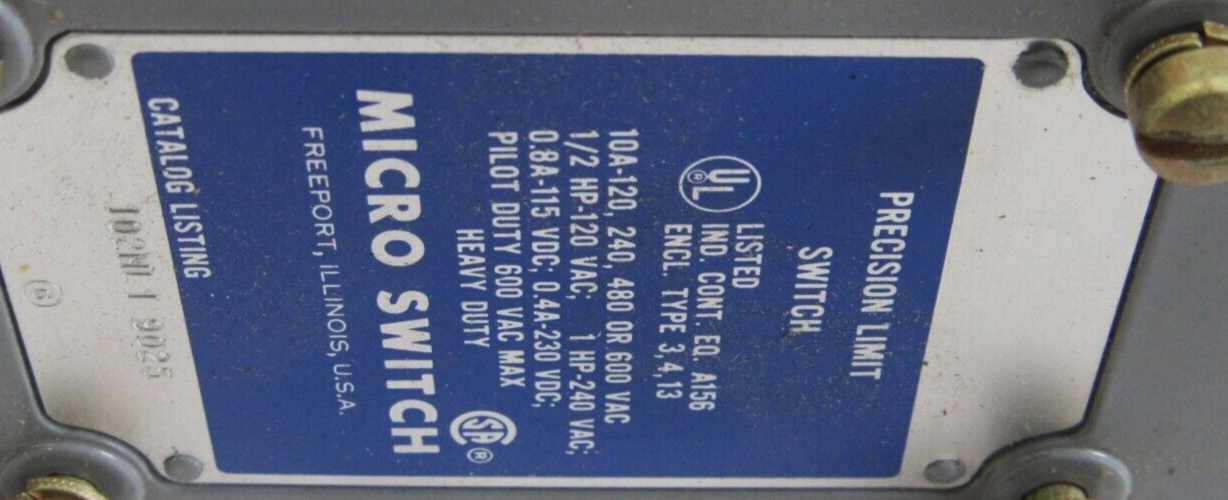 PRECISION LIMIT
SWITCH
UL ®
LISTED
IND. CONT. EQ. A156
ENCL. TYPE 3,4,13
10A-120, 240, 480 OR 600 VAC
1/2 HP-120 VAC; 1 HP-240 VAC;
0.8A-115 VDC; 0.4A-230 VDC;
PILOT DUTY 600 VAC MAX
HEAVY DUTY
SA ®
MICRO SWITCH
FREEPORT, ILLINOIS, U.S.A.
CATALOG LISTING
9025